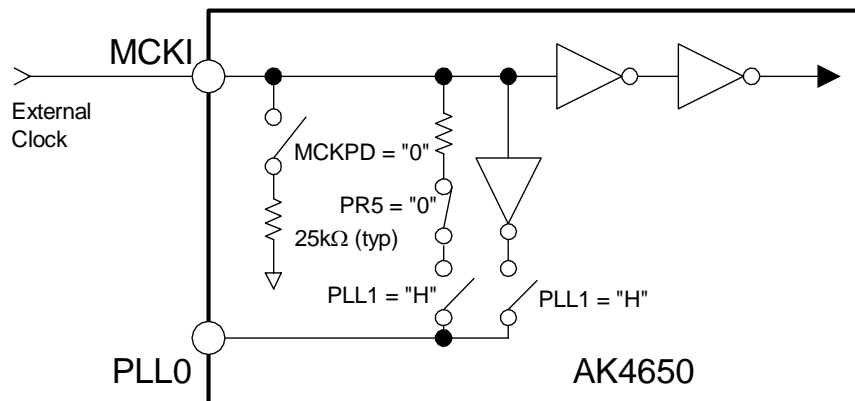 MCKI
External
Clock
MCKPD = "0"
PR5 = "0"
25kΩ (typ)
PLL1 = "H"
PLL1 = "H"
PLL0
AK4650